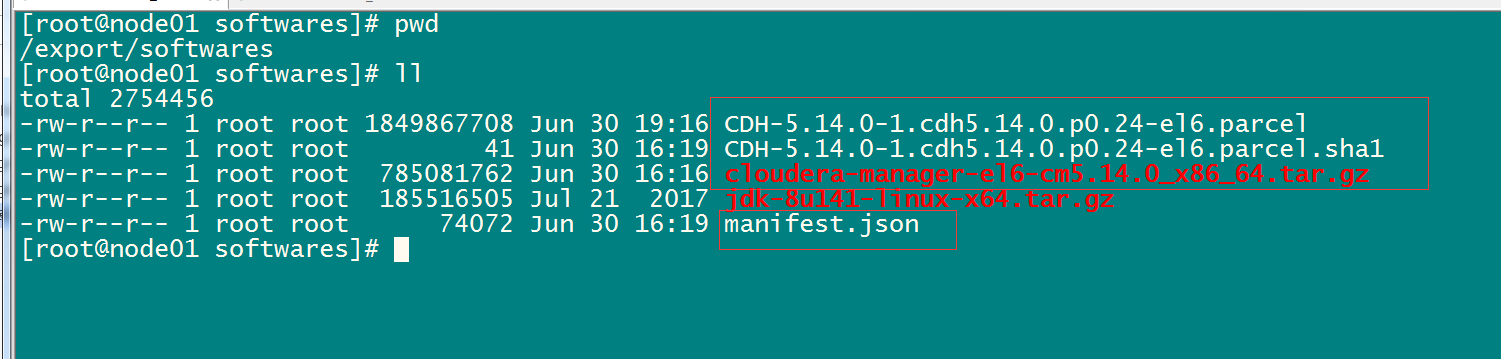 [root@node01 softwares]# pwd
/export/softwares
[root@node01 softwares]# ll
total 2754456
-rw-r--r-- 1 root root 1849867708 Jun 30 19:16 CDH-5.14.0-1.cdh5.14.0.p0.24-el6.parcel
-rw-r--r-- 1 root root         41 Jun 30 16:19 CDH-5.14.0-1.cdh5.14.0.p0.24-el6.parcel.sha1
-rw-r--r-- 1 root root  785081762 Jun 30 16:16 cloudera-manager-el6-cm5.14.0_x86_64.tar.gz
-rw-r--r-- 1 root root  185516505 Jul 21  2017 jdk-8u141-linux-x64.tar.gz
-rw-r--r-- 1 root root      74072 Jun 30 16:19 manifest.json
[root@node01 softwares]#